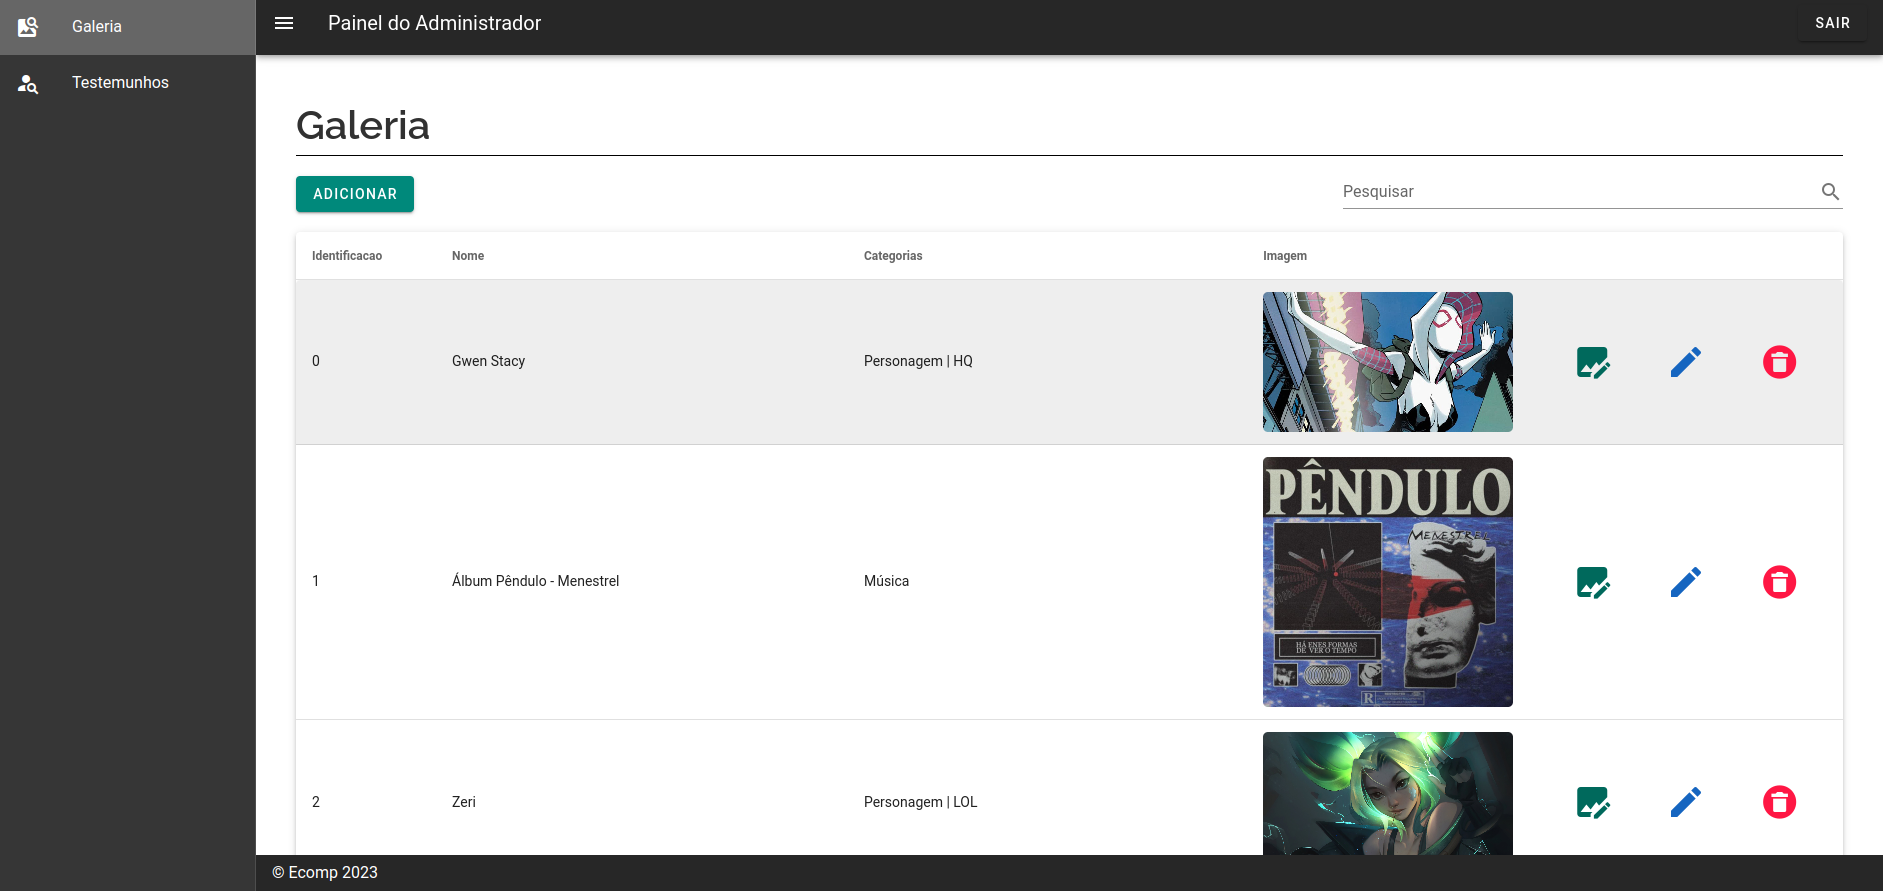 Galeria
Testemunhos
Painel do Administrador
SAIR
Galeria
ADICIONAR
Pesquisar
Identificacao Nome Categorias Imagem
0 Gwen Stacy Personagem | HQ
1 Álbum Pêndulo - Menestrel Música
PÊNDULO
MENESTREL
HÁ ENES FORMAS
DE VER O TEMPO
R
2 Zeri Personagem | LOL
© Ecomp 2023